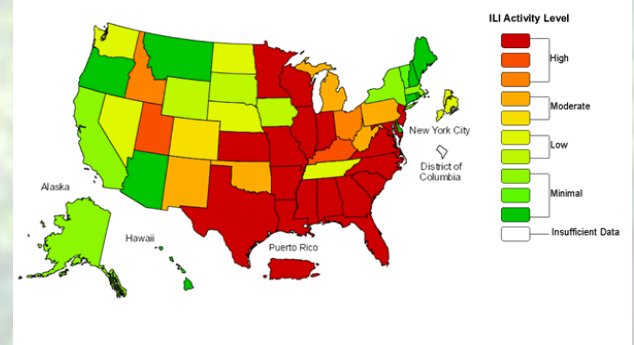 ILI Activity Level
High
Moderate
Low
Minimal
Insufficient Data
New York City
District of
Columbia
Alaska
Hawaii
Puerto Rico